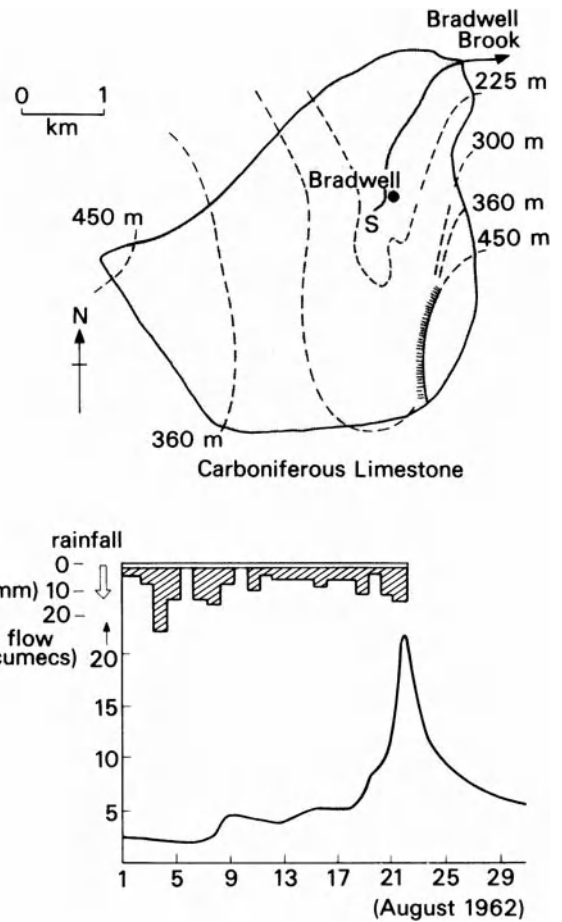 Bradwell
Brook
0 1
km
225 m
300 m
Bradwell
S
360 m
450 m
450 m
N
360 m
Carboniferous Limestone
rainfall
0
mm) 10
20
flow
cumecs) 20
15
10
5
1 5 9 13 17 21 25 29
(August 1962)